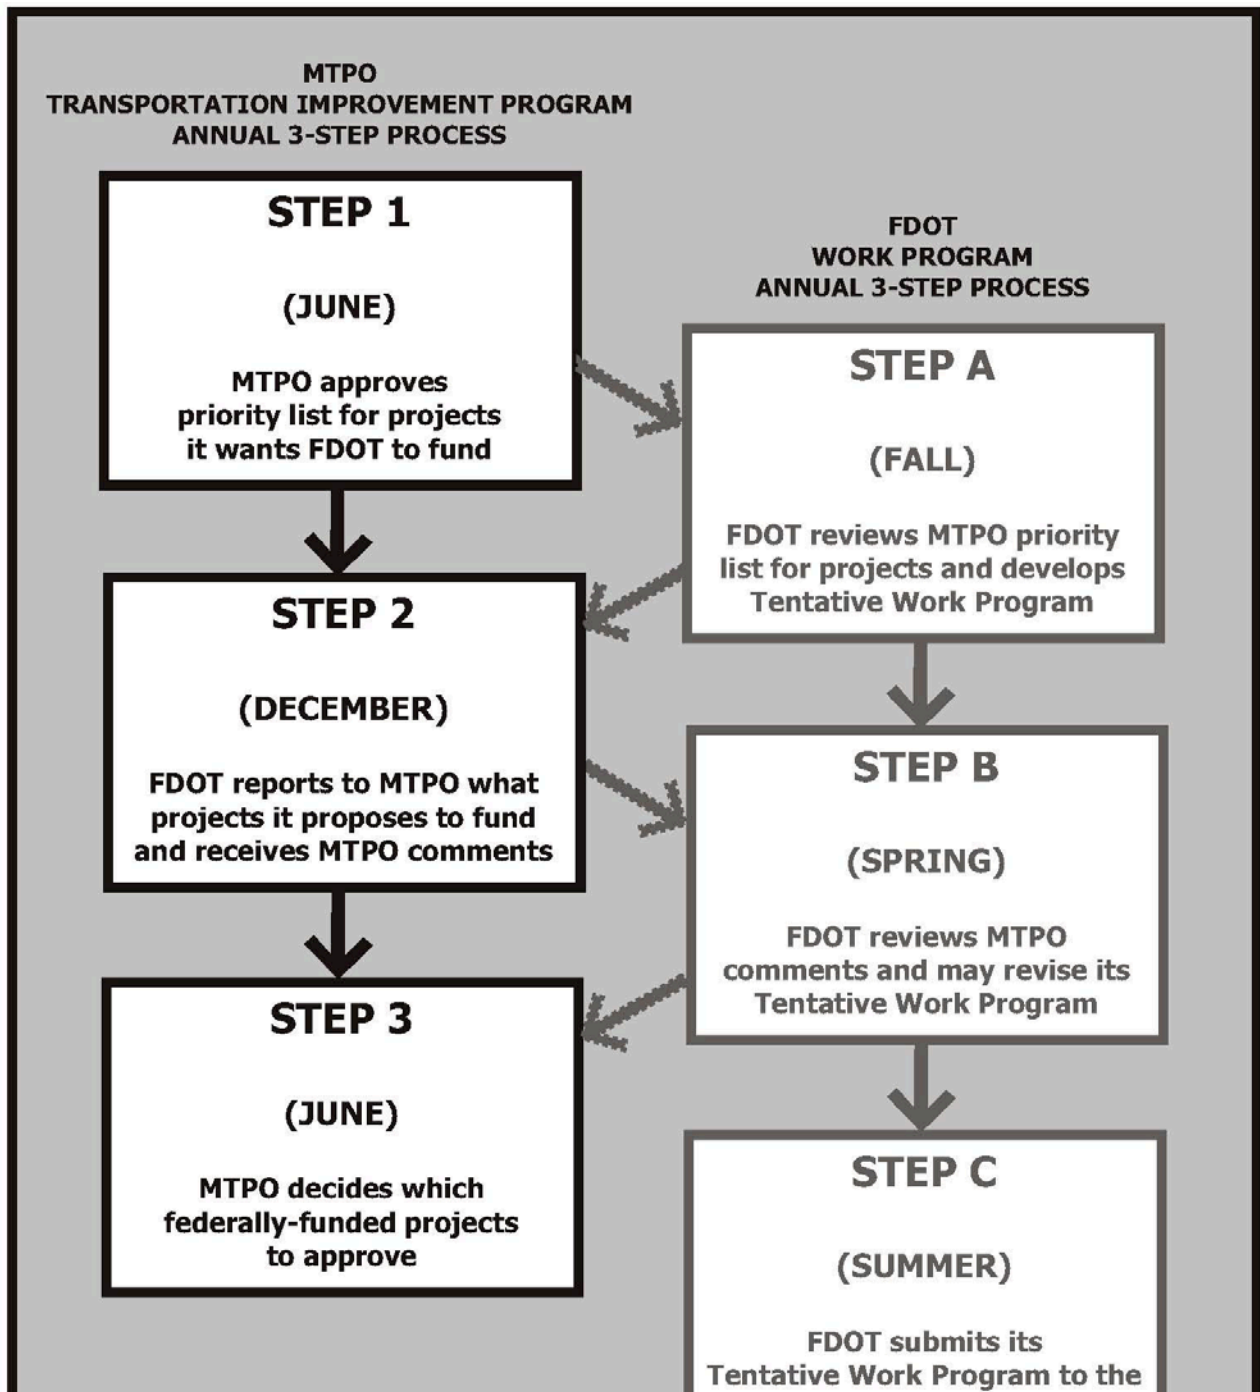 MTPO
TRANSPORTATION IMPROVEMENT PROGRAM
ANNUAL 3-STEP PROCESS
STEP 1
(JUNE)
MTPO approves
priority list for projects
it wants FDOT to fund
FDOT
WORK PROGRAM
ANNUAL 3-STEP PROCESS
STEP A
(FALL)
FDOT reviews MTPO priority
list for projects and develops
Tentative Work Program
STEP 2
(DECEMBER)
FDOT reports to MTPO what
projects it proposes to fund
and receives MTPO comments
STEP B
(SPRING)
FDOT reviews MTPO
comments and may revise its
Tentative Work Program
STEP 3
(JUNE)
MTPO decides which
federally-funded projects
to approve
STEP C
(SUMMER)
FDOT submits its
Tentative Work Program to the